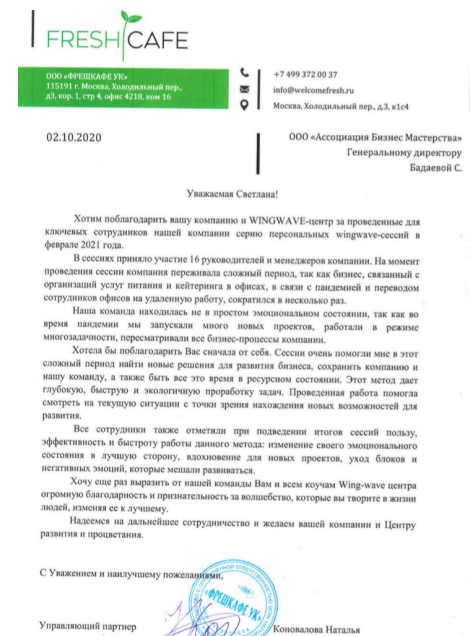 FRESH CAFE
ООО «ФРЕШКАФЕ УК»
115191 г. Москва, Холодильный пер.,
д3, кор. 1, стр 4, офис 421В, ком 16
+7 499 372 00 37
info@welcomefresh.ru
Москва, Холодильный пер., д.3, к1с4
02.10.2020
ООО «Ассоциация Бизнес Мастерства»
Генеральному директору
Бадаевой С.
Уважаемая Светлана!
Хотим поблагодарить вашу компанию и WINGWAVE-центр за проведенные для
ключевых сотрудников нашей компании серию персональных wingwave-сессий в
феврале 2021 года.
В сессиях приняло участие 16 руководителей и менеджеров компании. На момент
проведения сессии компания переживала сложный период, так как бизнес, связанный с
организаций услуг питания и кейтеринга в офисах, в связи с пандемией и переводом
сотрудников офисов на удаленную работу, сократился в несколько раз.
Наша команда находилась не в простом эмоциональном состоянии, так как во
время пандемии мы запускали много новых проектов, работали в режиме
многозадачности, пересматривали все бизнес-процессы компании.
Хотела бы поблагодарить Вас сначала от себя. Сессии очень помогли мне в этот
сложный период найти новые решения для развития бизнеса, сохранить компанию и
нашу команду, а также быть все это время в ресурсном состоянии. Этот метод дает
глубокую, быструю и экологичную проработку задач. Проведенная работа помогла
смотреть на текущую ситуации с точки зрения нахождения новых возможностей для
развития.
Все сотрудники также отметили при подведении итогов сессий пользу,
эффективность и быстроту работы данного метода: изменение своего эмоционального
состояния в лучшую сторону, вдохновение для новых проектов, уход блоков и
негативных эмоций, которые мешали развиваться.
Хочу еще раз выразить от нашей команды Вам и всем коучам Wing-wave центра
огромную благодарность и признательность за волшебство, которые вы творите в жизни
людей, изменяя ее к лучшему.
Надеемся на дальнейшее сотрудничество и желаем вашей компании и Центру
развития и процветания.
С Уважением и наилучшему пожеланиями,
«ФРЕШКАФЕ УК»
Управляющий партнер
Коновалова Наталья